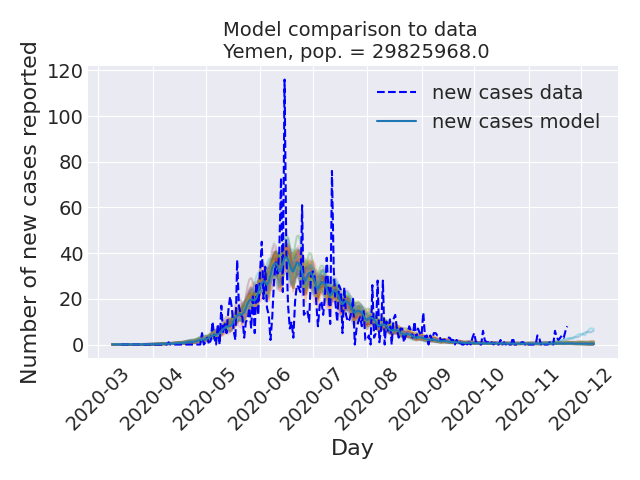 Model comparison to data
Yemen, pop. = 29825968.0
Number of new cases reported
120
100
80
60
40
20
0
new cases data
new cases model
2020-03
2020-04
2020-05
2020-06
2020-07
2020-08
2020-09
2020-10
2020-11
2020-12
Day